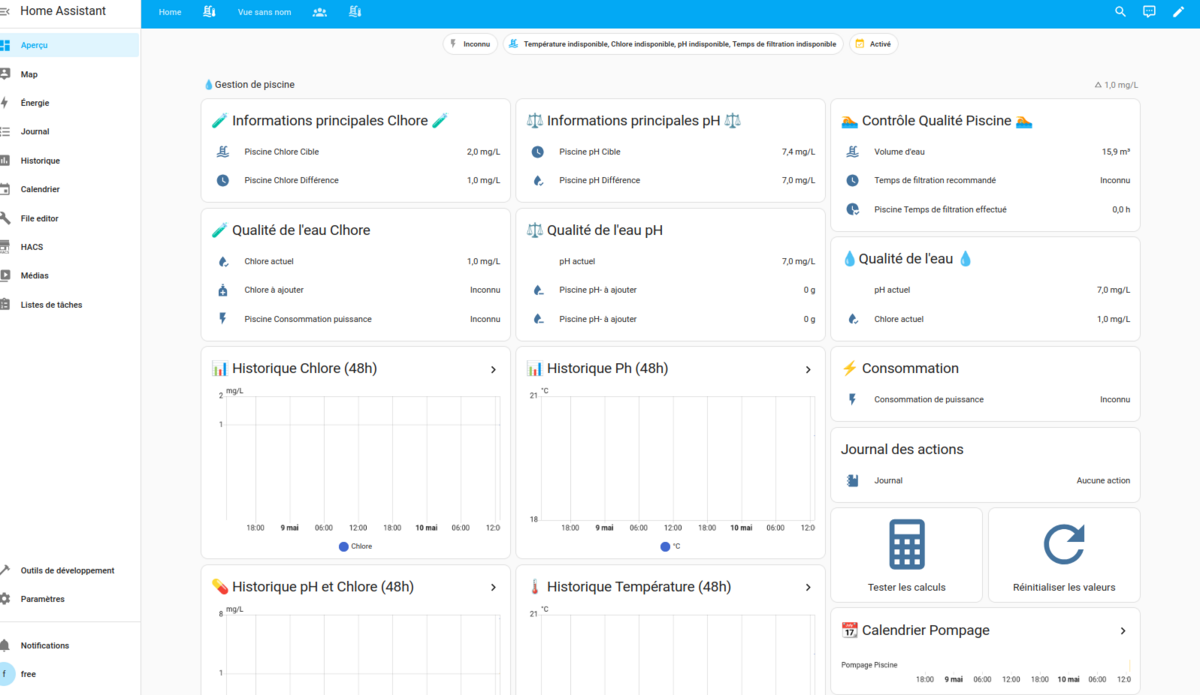 Home Assistant
Home
Vue sans nom
Aperçu
Map
Énergie
Journal
Historique
Calendrier
File editor
HACS
Médias
Listes de tâches
Outils de développement
Paramètres
Notifications
f free
Inconnu
Température indisponible, Chlore indisponible, pH indisponible, Temps de filtration indisponible
Activé
Gestion de piscine
1,0 mg/L
Informations principales Clhore
Piscine Chlore Cible 2,0 mg/L
Piscine Chlore Différence 1,0 mg/L
Informations principales pH
Piscine pH Cible 7,4 mg/L
Piscine pH Différence 7,0 mg/L
Contrôle Qualité Piscine
Volume d'eau 15,9 m³
Temps de filtration recommandé Inconnu
Piscine Temps de filtration effectué 0,0 h
Qualité de l'eau Clhore
Chlore actuel 1,0 mg/L
Chlore à ajouter Inconnu
Piscine Consommation puissance Inconnu
Qualité de l'eau pH
pH actuel 7,0 mg/L
Piscine pH- à ajouter 0 g
Piscine pH- à ajouter 0 g
Qualité de l'eau
pH actuel 7,0 mg/L
Chlore actuel 1,0 mg/L
Historique Chlore (48h)
mg/L
2
1
18:00 9 mai 06:00 12:00 18:00 10 mai 06:00 12:0
Chlore
Historique Ph (48h)
°C
21
18
18:00 9 mai 06:00 12:00 18:00 10 mai 06:00 12:0
°C
Consommation
Consommation de puissance Inconnu
Journal des actions
Journal Aucune action
Tester les calculs
Réinitialiser les valeurs
Historique pH et Chlore (48h)
mg/L
8
1
Historique Température (48h)
°C
21
Calendrier Pompage
Pompage Piscine
18:00 9 mai 06:00 12:00 18:00 10 mai 06:00 12:0